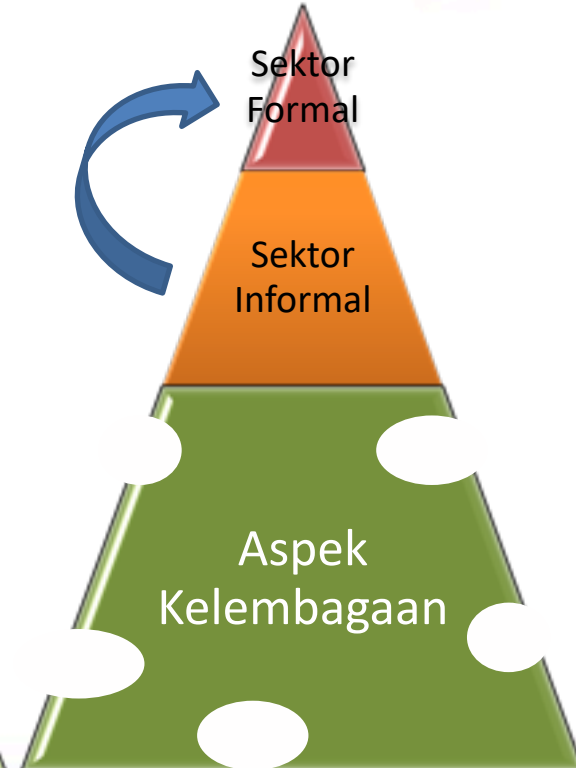 Sektor
Formal
Sektor
Informal
Aspek
Kelembagaan